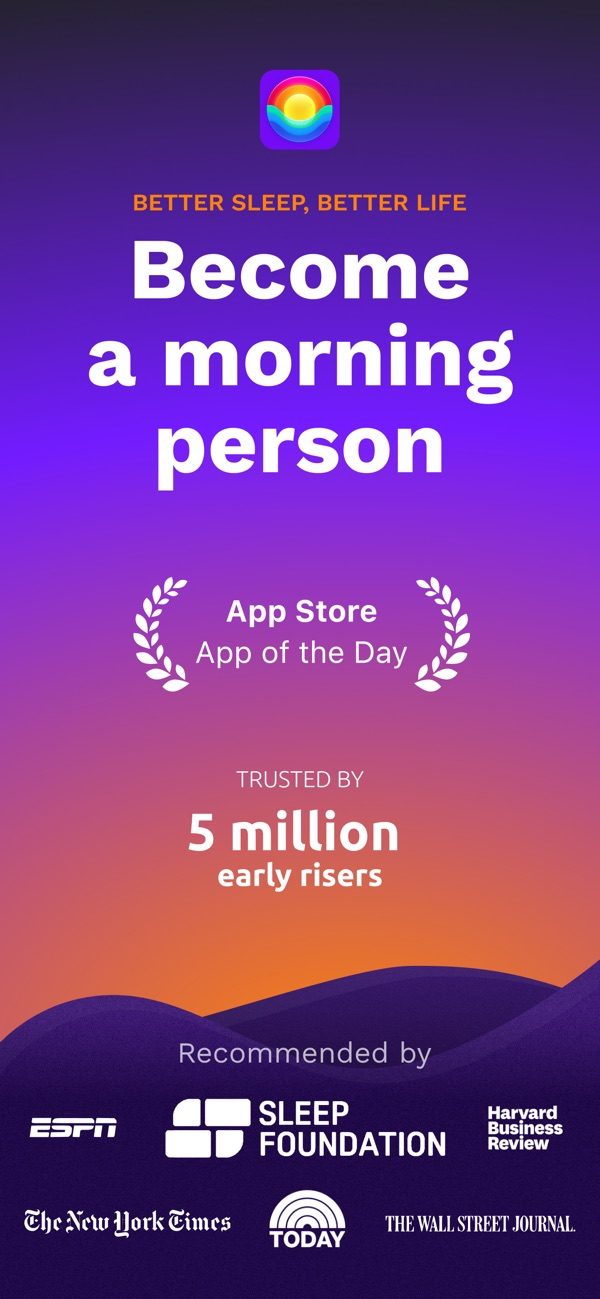 BETTER SLEEP, BETTER LIFE
Become
a morning
person
App Store
App of the Day
TRUSTED BY
5 million
early risers
Recommended by
ESPN
SLEEP
FOUNDATION
Harvard
Business
Review
The New York Times
TODAY
THE WALL STREET JOURNAL.